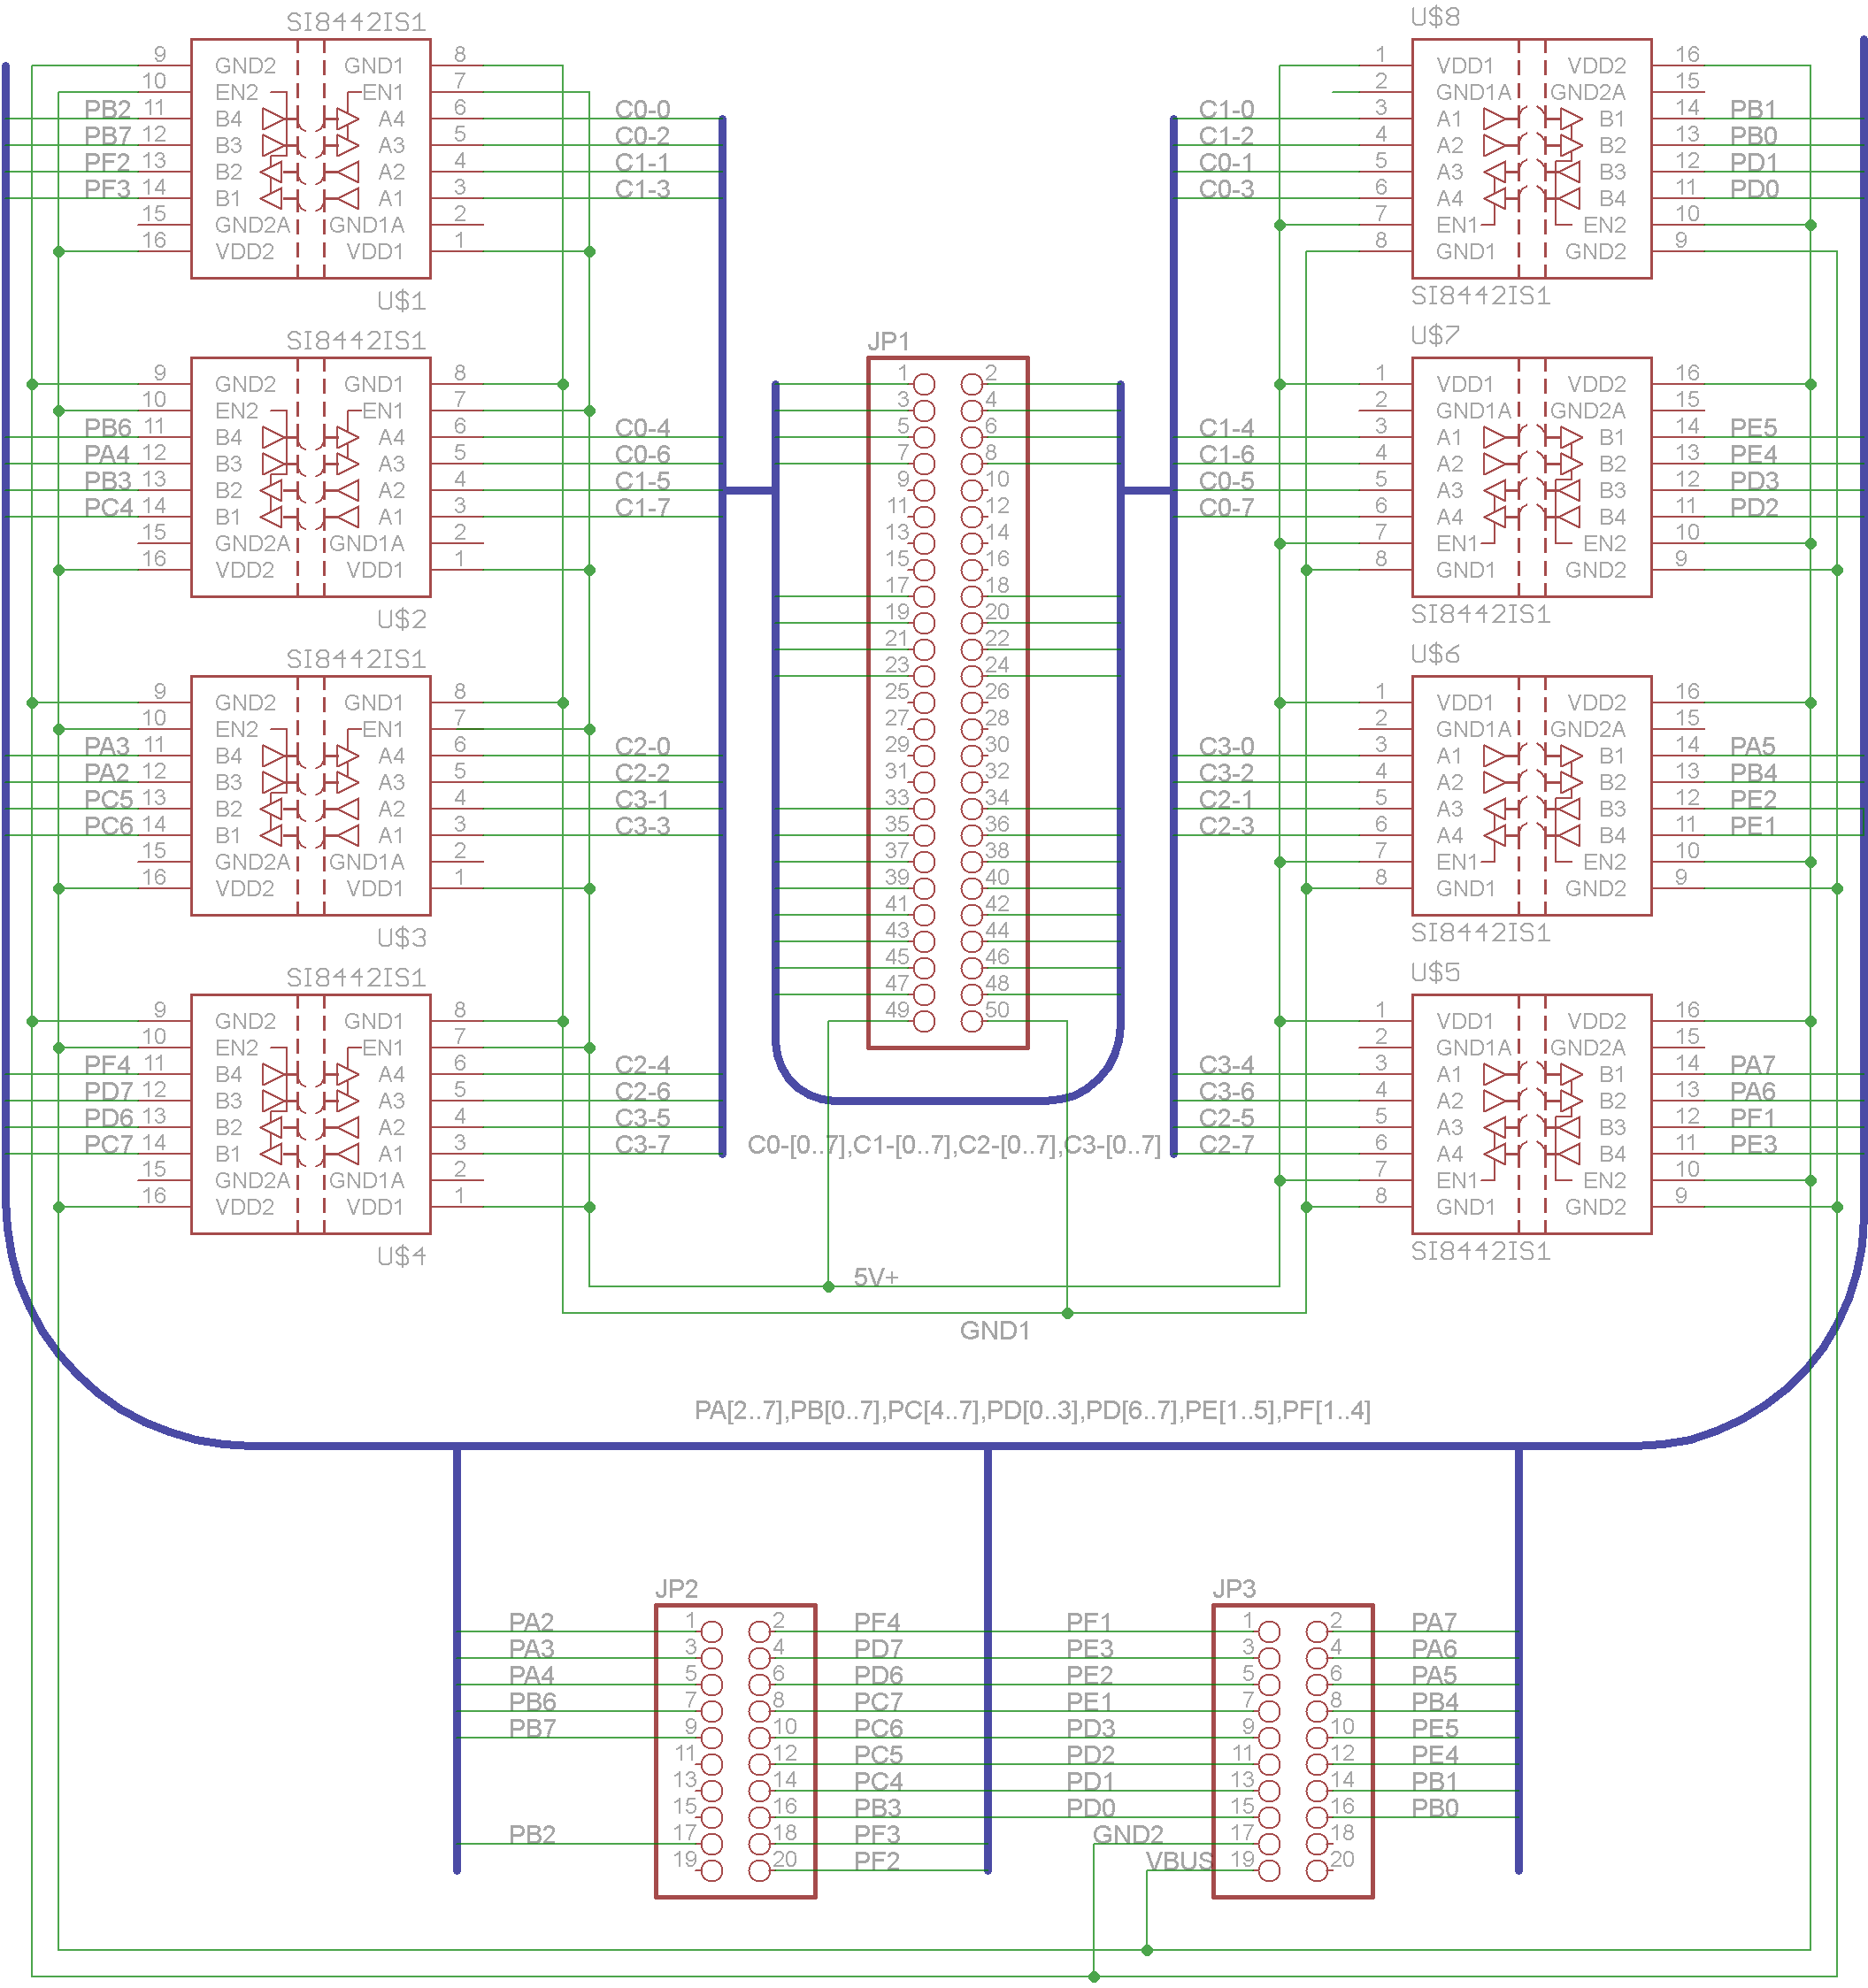 SI8442IS1
9 GND2 GND1 8
10 EN2 EN1 7
PB2 11 B4 A4 6 C0-0
PB7 12 B3 A3 5 C0-2
PF2 13 B2 A2 4 C1-1
PF3 14 B1 A1 3 C1-3
15 GND2A GND1A 2
16 VDD2 VDD1 1
U$1
SI8442IS1
9 GND2 GND1 8
10 EN2 EN1 7
PB6 11 B4 A4 6 C0-4
PA4 12 B3 A3 5 C0-6
PB3 13 B2 A2 4 C1-5
PC4 14 B1 A1 3 C1-7
15 GND2A GND1A 2
16 VDD2 VDD1 1
U$2
SI8442IS1
9 GND2 GND1 8
10 EN2 EN1 7
PA3 11 B4 A4 6 C2-0
PA2 12 B3 A3 5 C2-2
PC5 13 B2 A2 4 C3-1
PC6 14 B1 A1 3 C3-3
15 GND2A GND1A 2
16 VDD2 VDD1 1
U$3
SI8442IS1
9 GND2 GND1 8
10 EN2 EN1 7
PF4 11 B4 A4 6 C2-4
PD7 12 B3 A3 5 C2-6
PD6 13 B2 A2 4 C3-5
PC7 14 B1 A1 3 C3-7
15 GND2A GND1A 2
16 VDD2 VDD1 1
U$4
JP1
1 2
3 4
5 6
7 8
9 10
11 12
13 14
15 16
17 18
19 20
21 22
23 24
25 26
27 28
29 30
31 32
33 34
35 36
37 38
39 40
41 42
43 44
45 46
47 48
49 50
C0-[0..7],C1-[0..7],C2-[0..7],C3-[0..7]
5V+
GND1
U$8
1 VDD1 VDD2 16
2 GND1A GND2A 15
C1-0 3 A1 B1 14 PB1
C1-2 4 A2 B2 13 PB0
C0-1 5 A3 B3 12 PD1
C0-3 6 A4 B4 11 PD0
7 EN1 EN2 10
8 GND1 GND2 9
SI8442IS1
U$7
1 VDD1 VDD2 16
2 GND1A GND2A 15
C1-4 3 A1 B1 14 PE5
C1-6 4 A2 B2 13 PE4
C0-5 5 A3 B3 12 PD3
C0-7 6 A4 B4 11 PD2
7 EN1 EN2 10
8 GND1 GND2 9
SI8442IS1
U$6
1 VDD1 VDD2 16
2 GND1A GND2A 15
C3-0 3 A1 B1 14 PA5
C3-2 4 A2 B2 13 PB4
C2-1 5 A3 B3 12 PE2
C2-3 6 A4 B4 11 PE1
7 EN1 EN2 10
8 GND1 GND2 9
SI8442IS1
U$5
1 VDD1 VDD2 16
2 GND1A GND2A 15
C3-4 3 A1 B1 14 PA7
C3-6 4 A2 B2 13 PA6
C2-5 5 A3 B3 12 PF1
C2-7 6 A4 B4 11 PE3
7 EN1 EN2 10
8 GND1 GND2 9
SI8442IS1
PA[2..7],PB[0..7],PC[4..7],PD[0..3],PD[6..7],PE[1..5],PF[1..4]
JP2
PA2 1 2 PF4
PA3 3 4 PD7
PA4 5 6 PD6
PB6 7 8 PC7
PB7 9 10 PC6
11 12 PC5
13 14 PC4
15 16 PB3
PB2 17 18 PF3
19 20 PF2
JP3
PF1 1 2 PA7
PE3 3 4 PA6
PE2 5 6 PA5
PE1 7 8 PB4
PD3 9 10 PE5
PD2 11 12 PE4
PD1 13 14 PB1
PD0 15 16 PB0
GND2 17 18
VBUS 19 20